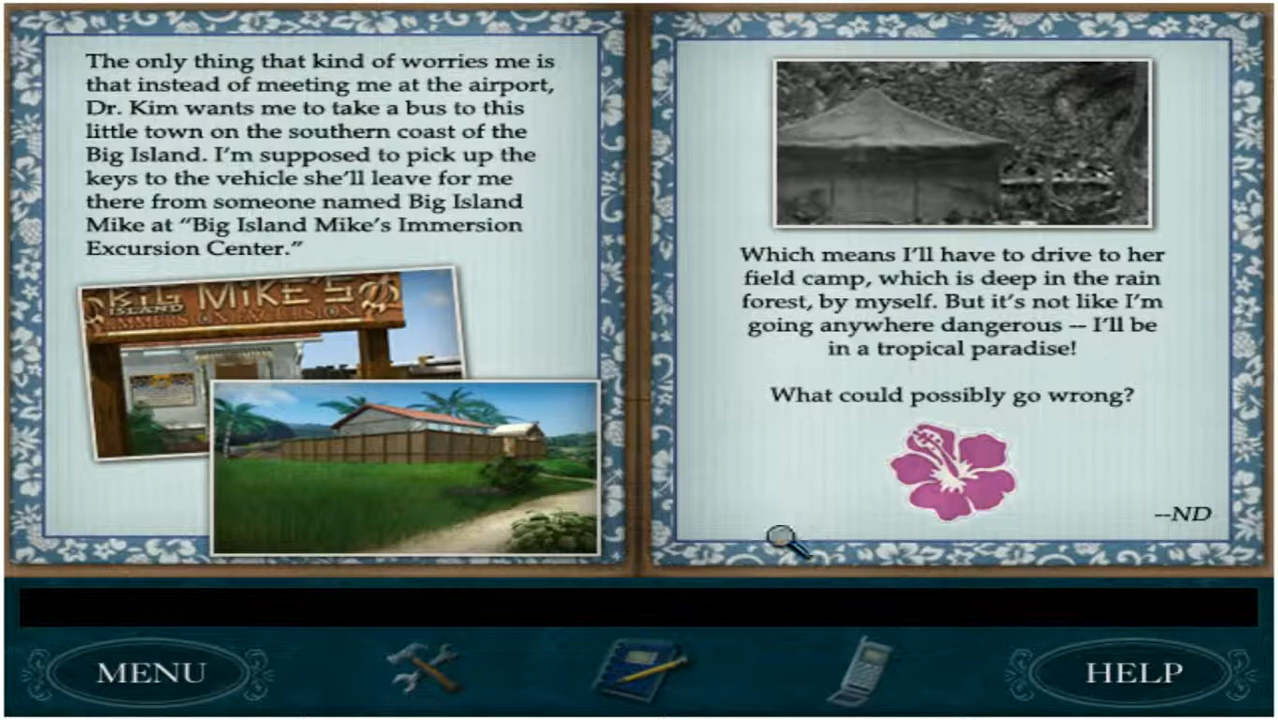 The only thing that kind of worries me is
that instead of meeting me at the airport,
Dr. Kim wants me to take a bus to this
little town on the southern coast of the
Big Island. I'm supposed to pick up the
keys to the vehicle she'll leave for me
there from someone named Big Island
Mike at “Big Island Mike's Immersion
Excursion Center.”
BIG MIKE'S
ISLAND
IMMERSION EXCURSION
Which means I'll have to drive to her
field camp, which is deep in the rain
forest, by myself. But it's not like I'm
going anywhere dangerous -- I'll be
in a tropical paradise!
What could possibly go wrong?
--ND
MENU
HELP